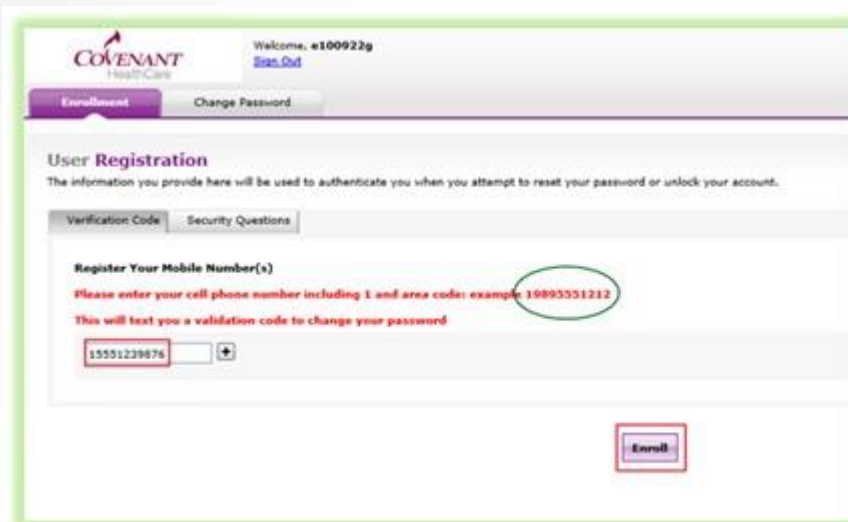 COVENANT
HealthCare
Welcome, e100922g
Sign Out
Enrollment
Change Password
User Registration
The information you provide here will be used to authenticate you when you attempt to reset your password or unlock your account.
Verification Code
Security Questions
Register Your Mobile Number(s)
Please enter your cell phone number including 1 and area code: example 19895551212
This will text you a validation code to change your password
15551239876
+
Enroll